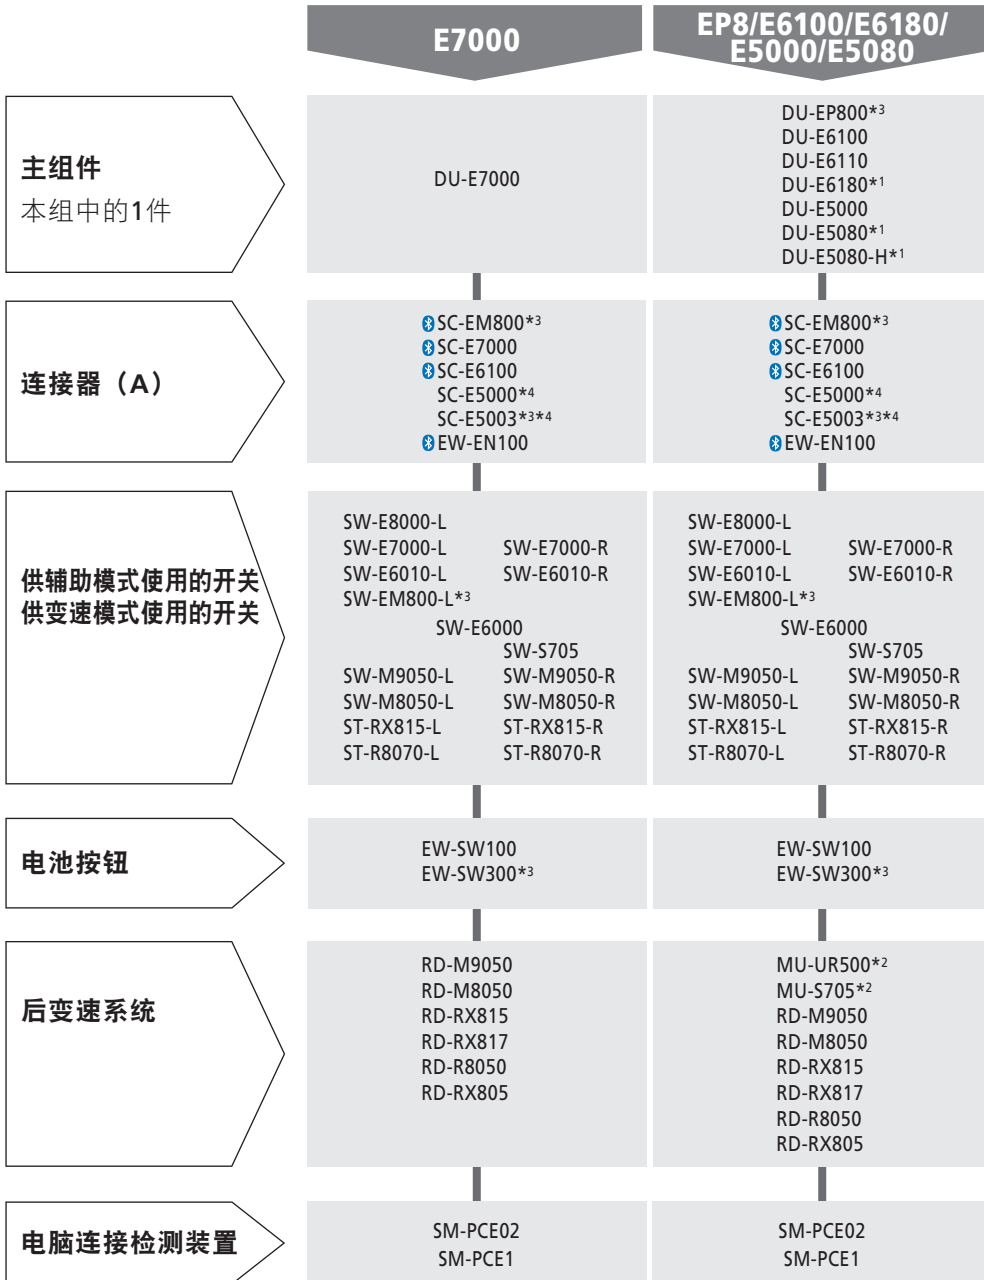 E7000
EP8/E6100/E6180/
E5000/E5080
主组件
本组中的1件
DU-E7000
DU-EP800*3
DU-E6100
DU-E6110
DU-E6180*1
DU-E5000
DU-E5080*1
DU-E5080-H*1
连接器（A）
SC-EM800*3
SC-E7000
SC-E6100
SC-E5000*4
SC-E5003*3*4
EW-EN100
SC-EM800*3
SC-E7000
SC-E6100
SC-E5000*4
SC-E5003*3*4
EW-EN100
供辅助模式使用的开关
供变速模式使用的开关
SW-E8000-L
SW-E7000-L SW-E7000-R
SW-E6010-L SW-E6010-R
SW-EM800-L*3
SW-E6000
SW-S705
SW-M9050-L SW-M9050-R
SW-M8050-L SW-M8050-R
ST-RX815-L ST-RX815-R
ST-R8070-L ST-R8070-R
SW-E8000-L
SW-E7000-L SW-E7000-R
SW-E6010-L SW-E6010-R
SW-EM800-L*3
SW-E6000
SW-S705
SW-M9050-L SW-M9050-R
SW-M8050-L SW-M8050-R
ST-RX815-L ST-RX815-R
ST-R8070-L ST-R8070-R
电池按钮
EW-SW100
EW-SW300*3
EW-SW100
EW-SW300*3
后变速系统
RD-M9050
RD-M8050
RD-RX815
RD-RX817
RD-R8050
RD-RX805
MU-UR500*2
MU-S705*2
RD-M9050
RD-M8050
RD-RX815
RD-RX817
RD-R8050
RD-RX805
电脑连接检测装置
SM-PCE02
SM-PCE1
SM-PCE02
SM-PCE1